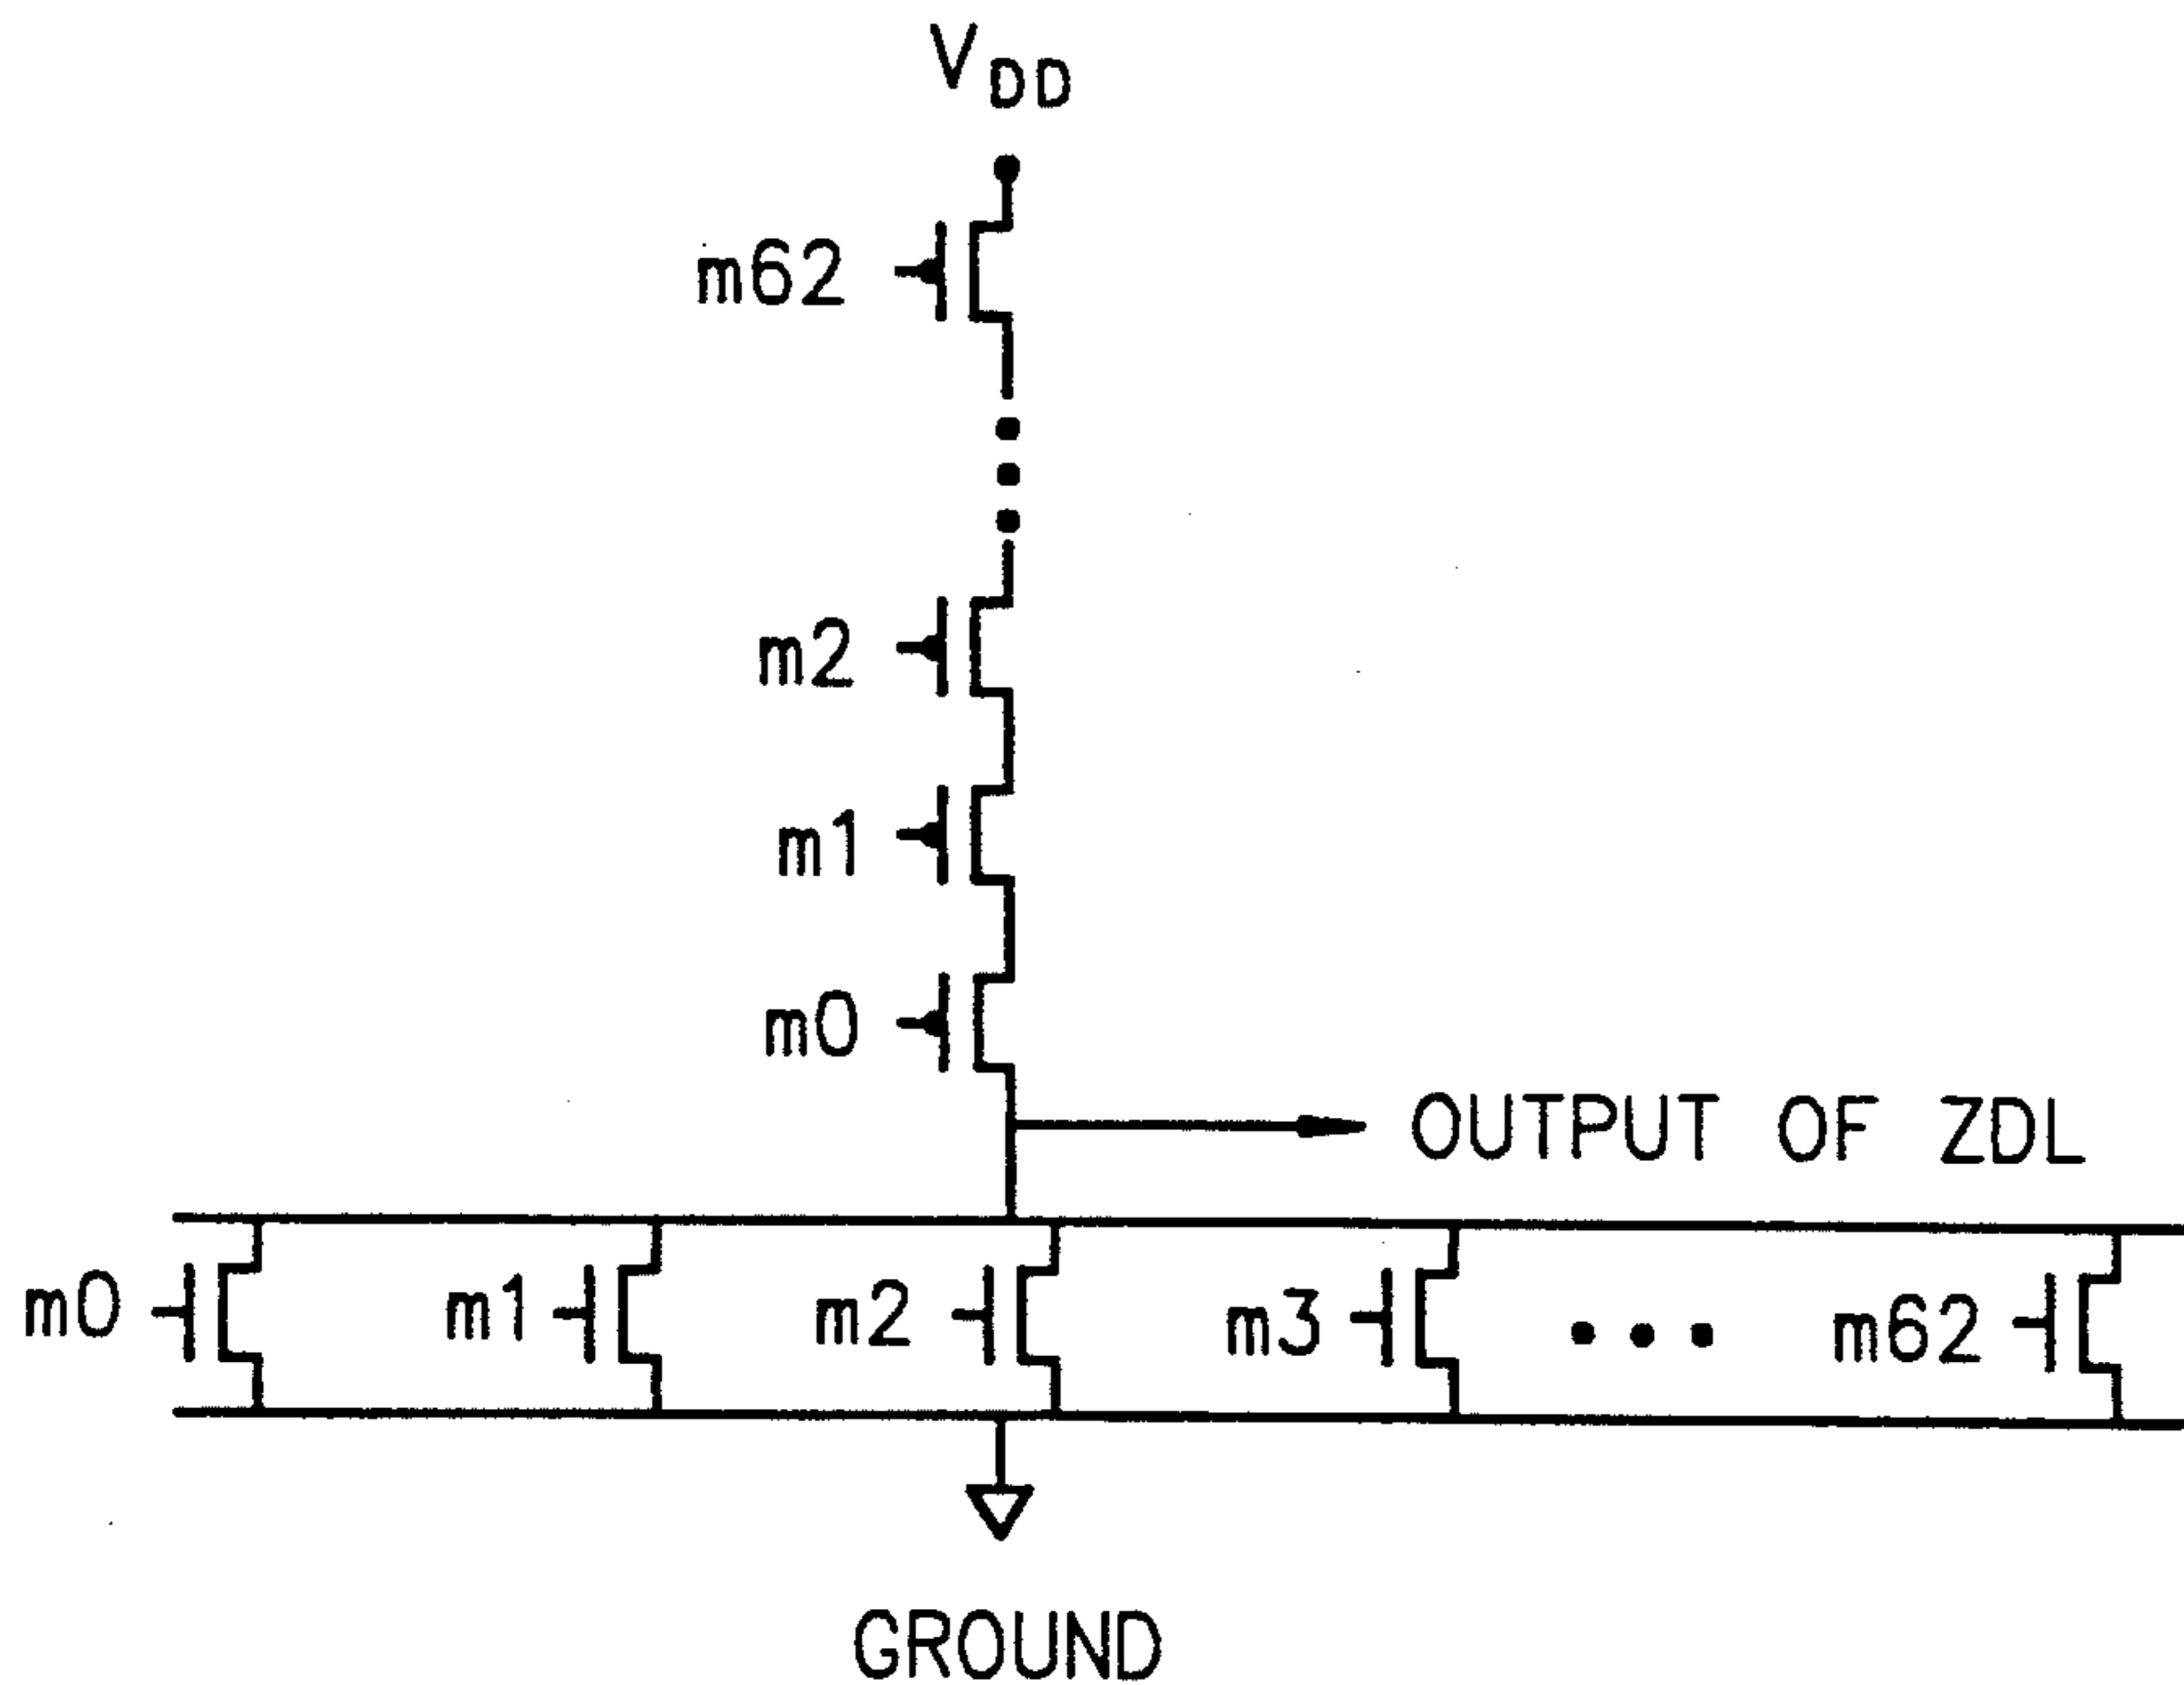 VDD
m62
m2
m1
m0
OUTPUT OF ZDL
m0 m1 m2 m3 m62
GROUND